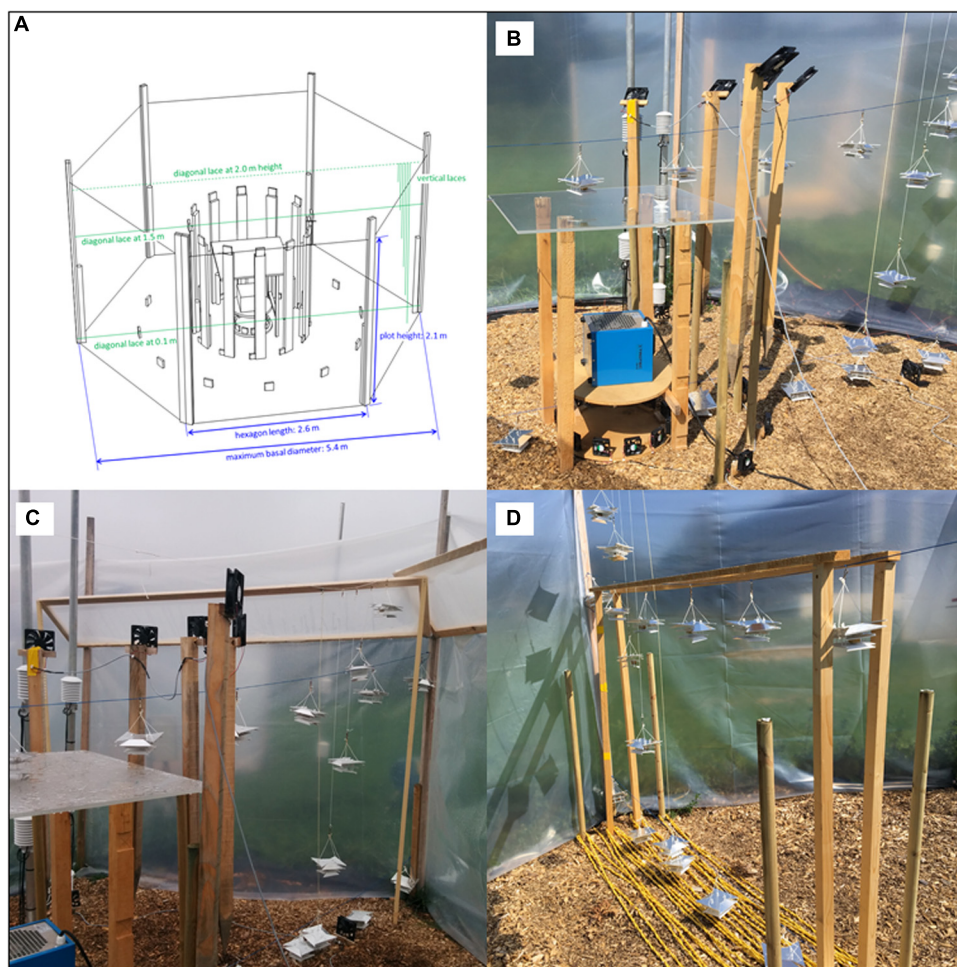 A
diagonal lace at 2.0 m height
vertical laces
diagonal lace at 1.5 m
diagonal lace at 0.1 m
plot height: 2.1 m
hexagon length: 2.6 m
maximum basal diameter: 5.4 m
B
C
D